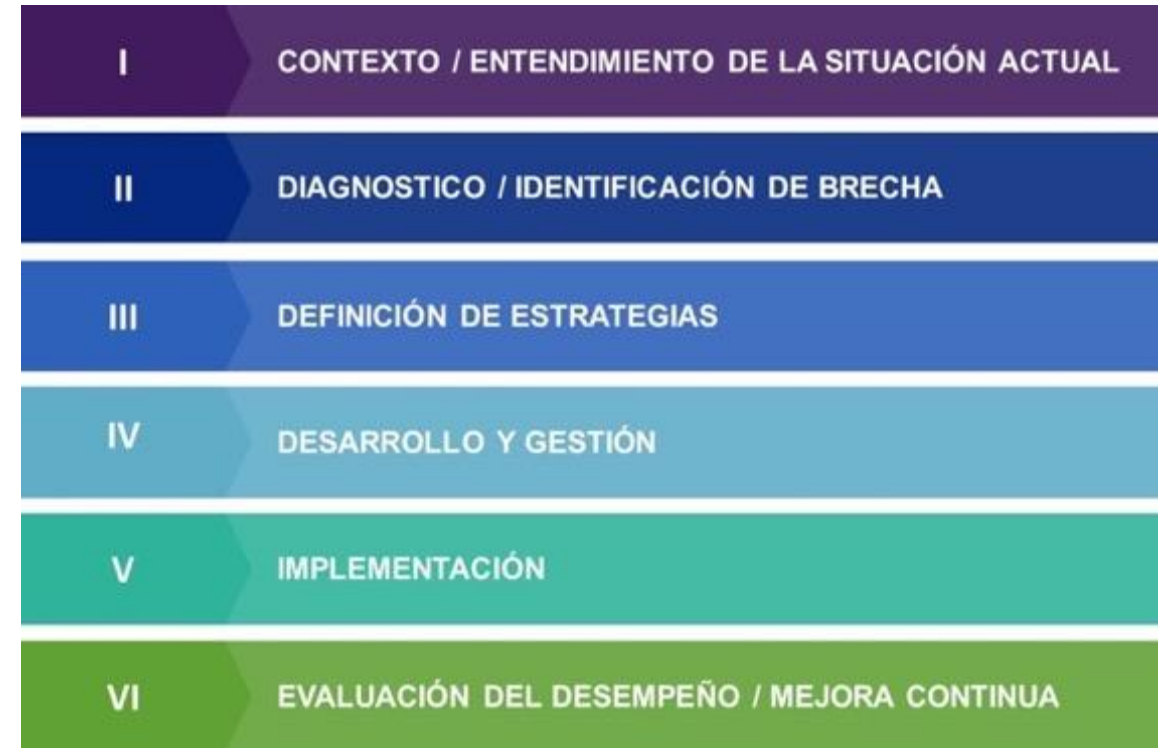 I CONTEXTO / ENTENDIMIENTO DE LA SITUACIÓN ACTUAL
II DIAGNOSTICO / IDENTIFICACIÓN DE BRECHA
III DEFINICIÓN DE ESTRATEGIAS
IV DESARROLLO Y GESTIÓN
V IMPLEMENTACIÓN
VI EVALUACIÓN DEL DESEMPEÑO / MEJORA CONTINUA